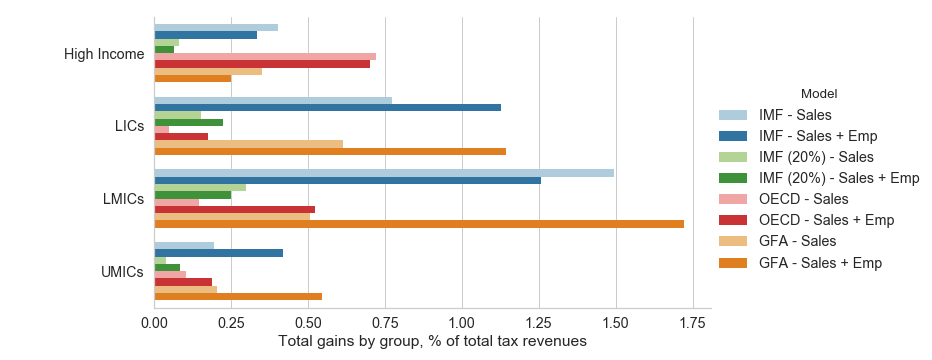 High Income
LICs
LMICs
UMICs
0.00 0.25 0.50 0.75 1.00 1.25 1.50 1.75
Total gains by group, % of total tax revenues
Model
IMF - Sales
IMF - Sales + Emp
IMF (20%) - Sales
IMF (20%) - Sales + Emp
OECD - Sales
OECD - Sales + Emp
GFA - Sales
GFA - Sales + Emp